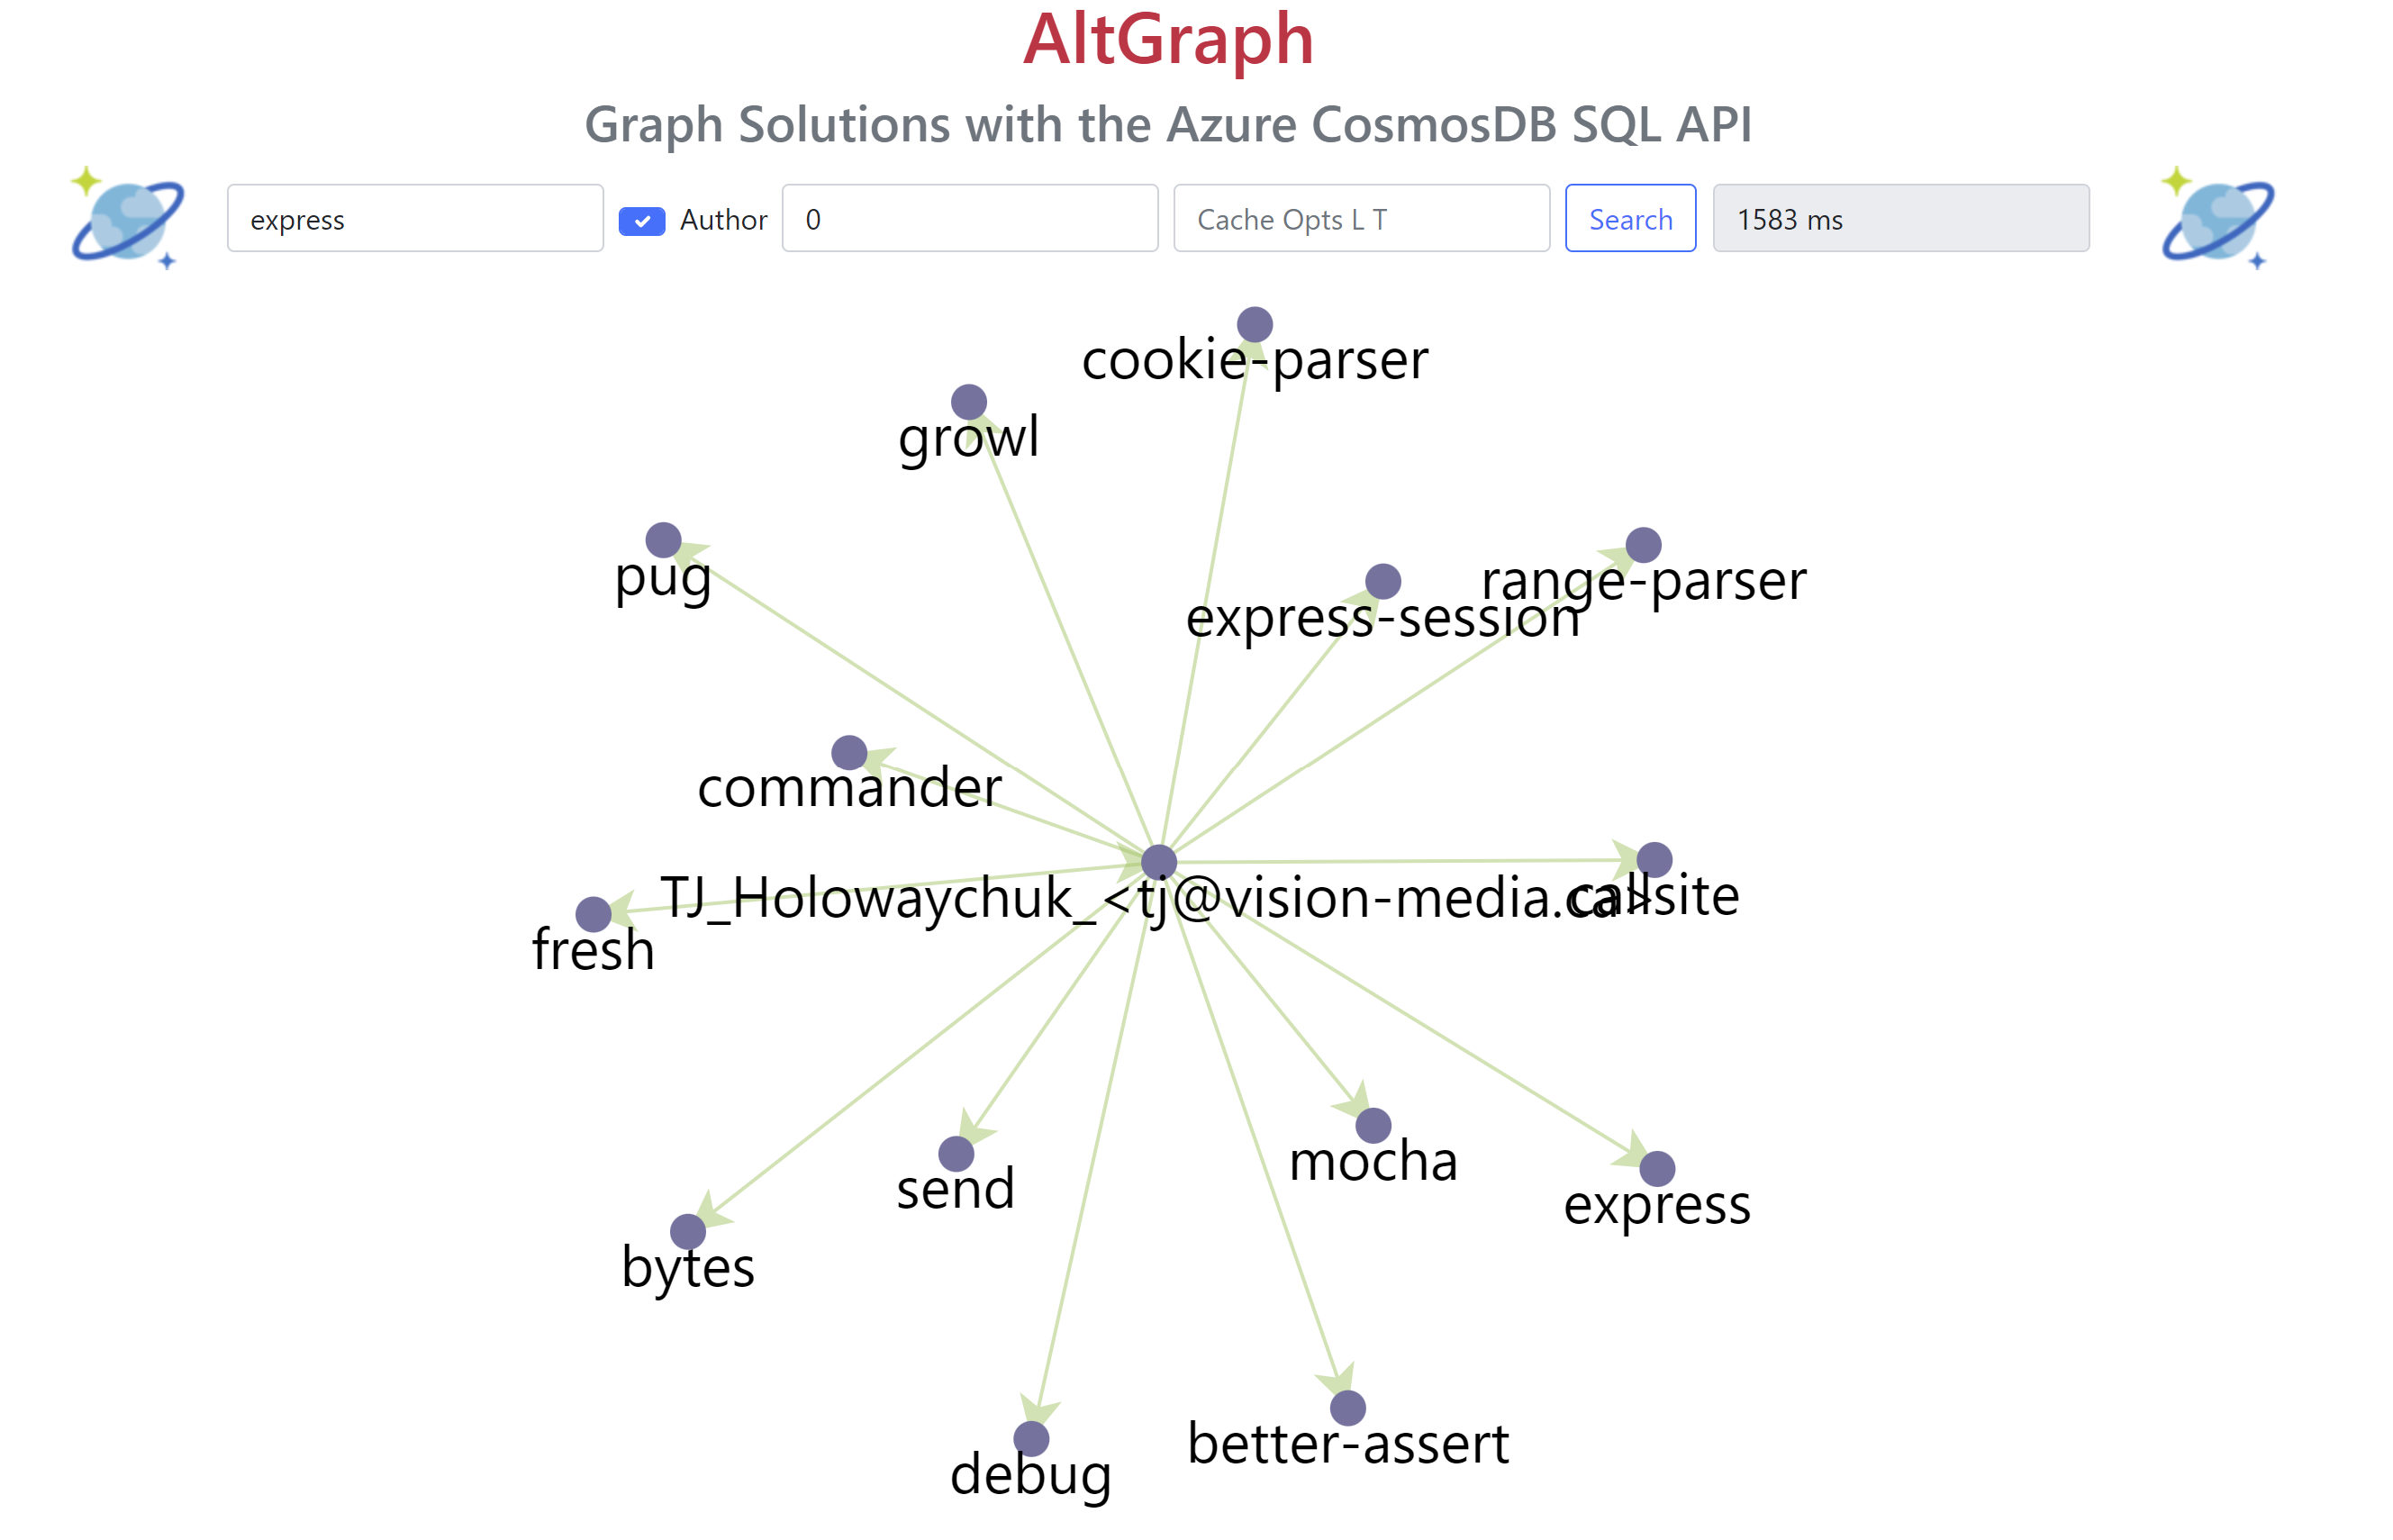 AltGraph
Graph Solutions with the Azure CosmosDB SQL API
express Author 0 Cache Opts L T Search 1583 ms
cookie-parser
growl
pug
range-parser
express-session
commander
TJ_Holowaychuk_<tj@vision-media.ca>
callsite
fresh
mocha
send
express
bytes
better-assert
debug